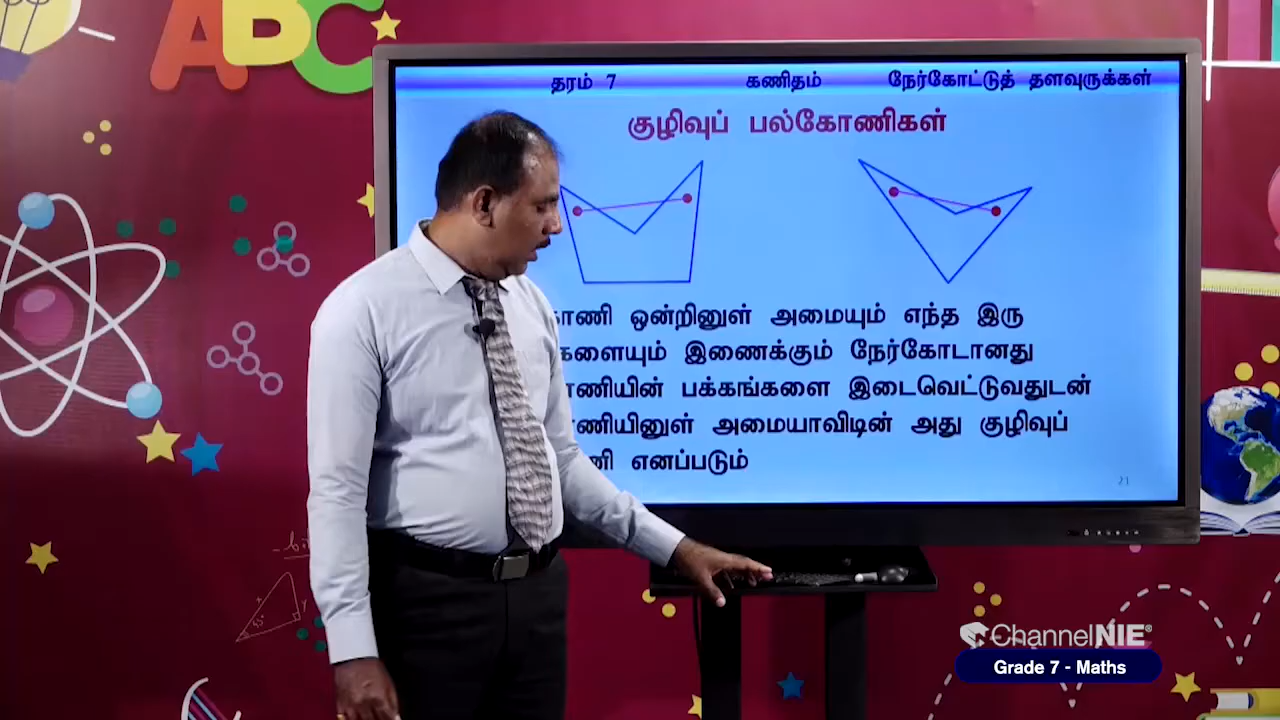 ABC
தரம் 7 கணிதம் நேர்கோட்டுத் தளவுருக்கள்
குழிவுப் பல்கோணிகள்
ஒன்றினுள் அமையும் எந்த இரு
இணைக்கும் நேர்கோடானது
பக்கங்களை இடைவெட்டுவதுடன்
அமையாவிடின் அது குழிவுப்
எனப்படும்
21
ChannelNIE®
Grade 7 - Maths